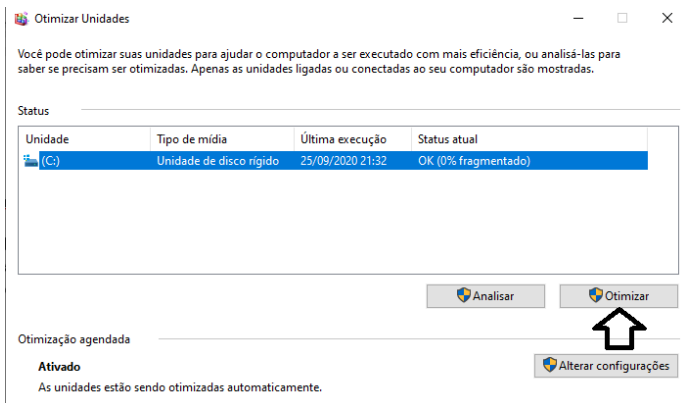 Otimizar Unidades
Você pode otimizar suas unidades para ajudar o computador a ser executado com mais eficiência, ou analisá-las para
saber se precisam ser otimizadas. Apenas as unidades ligadas ou conectadas ao seu computador são mostradas.
Status
Unidade Tipo de mídia Última execução Status atual
(C:) Unidade de disco rígido 25/09/2020 21:32 OK (0% fragmentado)
Analisar Otimizar
Otimização agendada
Ativado Alterar configurações
As unidades estão sendo otimizadas automaticamente.